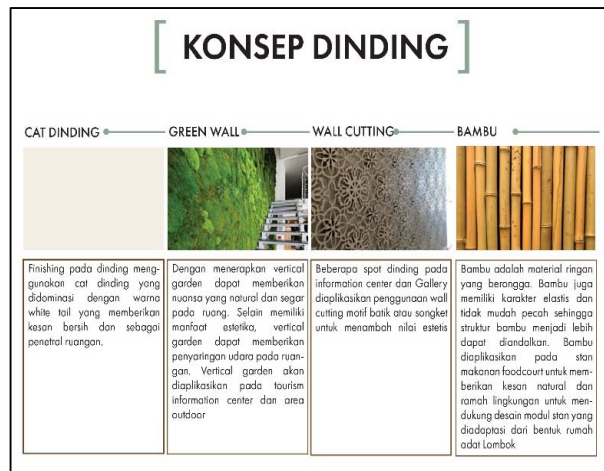 KONSEP DINDING
CAT DINDING
GREEN WALL
WALL CUTTING
BAMBU
Finishing pada dinding meng-
gunakan cat dinding yang
didominasi dengan warna
white tail yang memberikan
kesan bersih dan sebagai
penetral ruangan.
Dengan menerapkan vertical
garden dapat memberikan
nuansa yang natural dan segar
pada ruang. Selain memiliki
manfaat estetika, vertical
garden dapat memberikan
penyaringan udara pada ruan-
gan. Vertical garden akan
diaplikasikan pada tourism
information center dan area
outdoor
Beberapa spot dinding pada
information center dan Gallery
diaplikasikan penggunaan wall
cutting motif batik atau songket
untuk menambah nilai estetis
Bambu adalah material ringan
yang berongga. Bambu juga
memiliki karakter elastis dan
tidak mudah pecah sehingga
struktur bambu menjadi lebih
dapat diandalkan. Bambu
diaplikasikan pada stan
makanan foodcourt untuk mem-
berikan kesan natural dan
ramah lingkungan untuk men-
dukung desain modul stan yang
diadaptasi dari bentuk rumah
adat Lombok